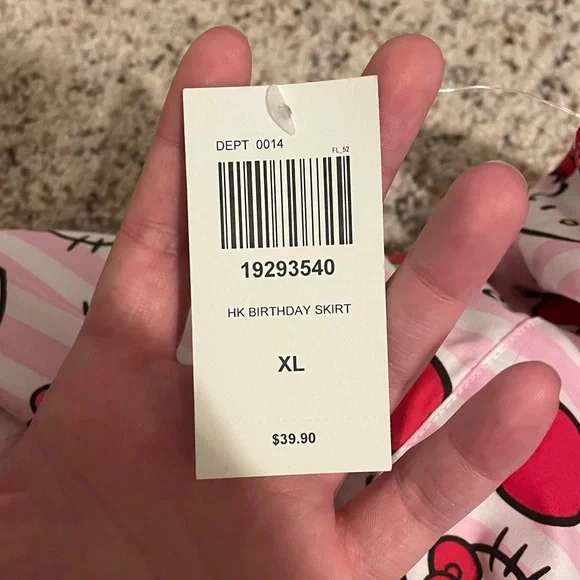 DEPT 0014
FL_52
19293540
HK BIRTHDAY SKIRT
XL
$39.90